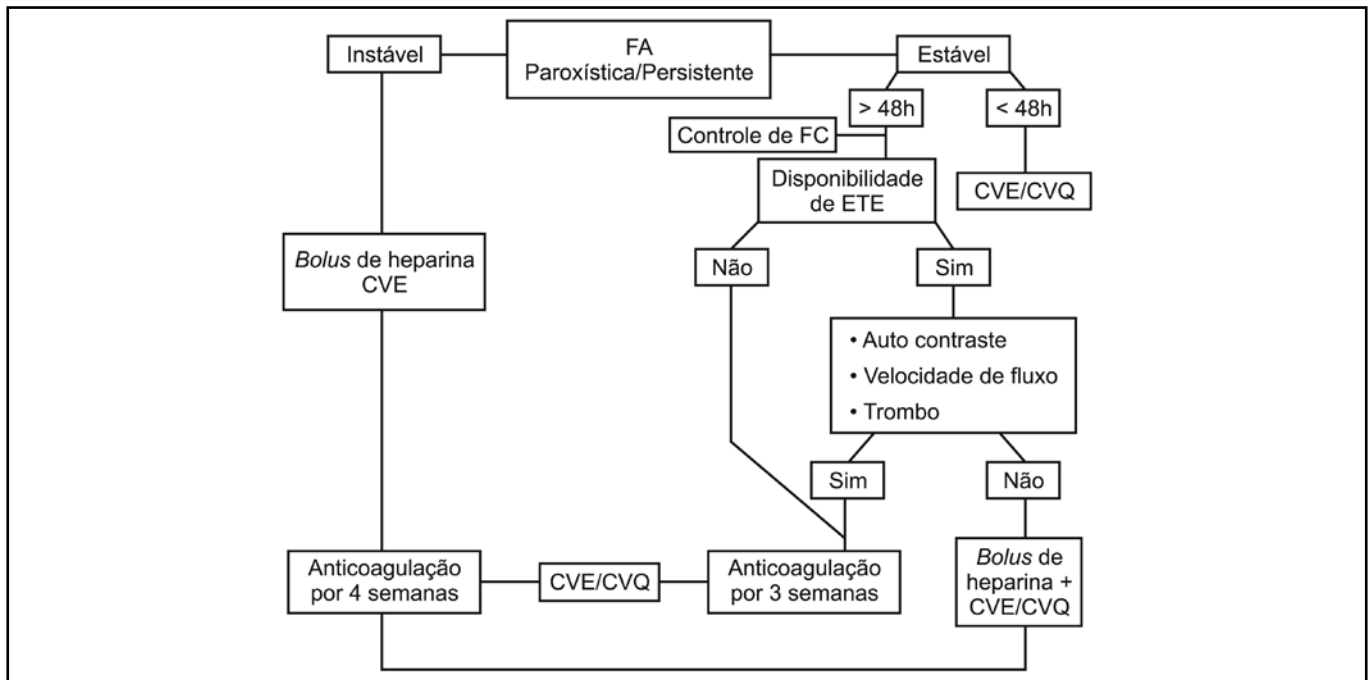 Instável
FA
Paroxística/Persistente
Estável
> 48h
< 48h
Controle de FC
Disponibilidade
de ETE
CVE/CVQ
Bolus de heparina
CVE
Não
Sim
• Auto contraste
• Velocidade de fluxo
• Trombo
Sim
Não
Anticoagulação
por 4 semanas
CVE/CVQ
Anticoagulação
por 3 semanas
Bolus de
heparina +
CVE/CVQ